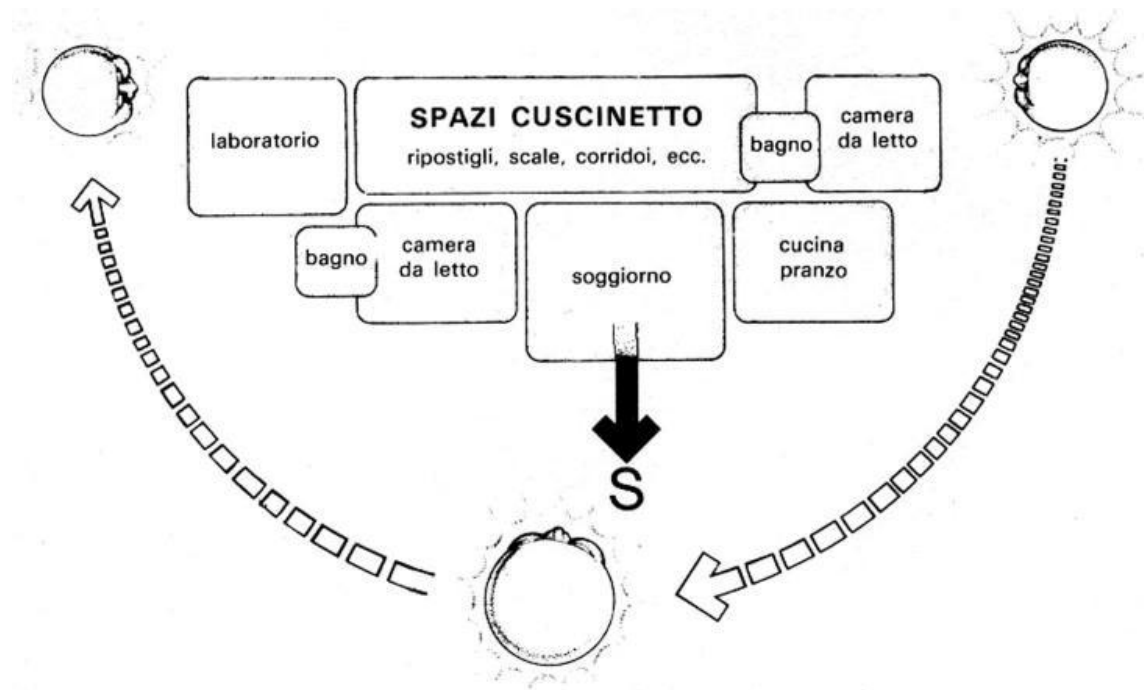 laboratorio
SPAZI CUSCINETTO
ripostigli, scale, corridoi, ecc.
bagno
camera
da letto
bagno
camera
da letto
soggiorno
cucina
pranzo
S